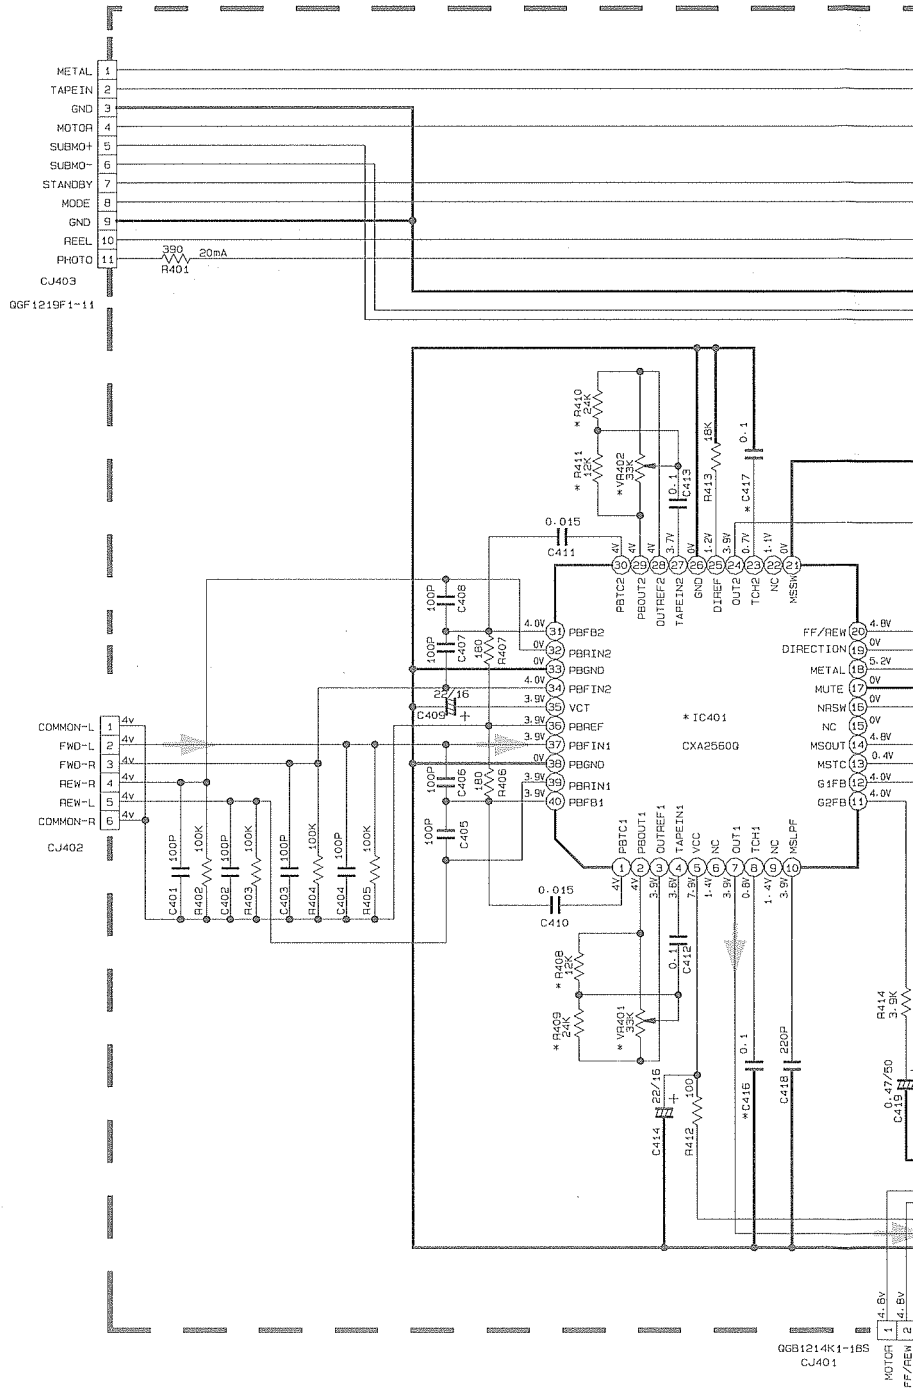 METAL 1
TAPEIN 2
GND 3
MOTOR 4
SUBMO+ 5
SUBMO- 6
STANDBY 7
MODE 8
GND 9
REEL 10
PHOTO 11
390 20mA
R401
CJ403
QGF1219F1-11
* R410
24K
* R411
12K
* VR402
33K
0.1
C413
R413 18K
* C417 0.1
0.015
C411
4V
4V
4V
3.7V
0V
1.2V
3.9V
0.7V
1.1V
0V
30 29 28 27 26 25 24 23 22 21
PBTC2
PBOUT2
OUTREF2
TAPEIN2
GND
DIREF
OUT2
TCH2
NC
MSSW
100P C408
100P C407
180 R407
22/16
C409 +
4.0V 31 PBFB2
0V 32 PBRIN2
0V 33 PBGND
4.0V 34 PBFIN2
3.9V 35 VCT
3.9V 36 PBREF
3.9V 37 PBFIN1
0V 38 PBGND
3.9V 39 PBRIN1
3.9V 40 PBFB1
* IC401
CXA2560Q
FF/REW 20 4.8V
DIRECTION 19 0V
METAL 18 5.2V
MUTE 17 0V
NRSW 16 0V
NC 15 0V
MSOUT 14 4.8V
MSTC 13 0.4V
G1FB 12 4.0V
G2FB 11 4.0V
COMMON-L 1 4v
FWD-L 2 4v
FWD-R 3 4v
REW-R 4 4v
REW-L 5 4v
COMMON-R 6 4v
CJ402
C401 100P
R402 100K
C402 100P
R403 100K
C403 100P
R404 100K
C404 100P
R405 100K
100P C406
180 R406
100P C405
PBTC1
PBOUT1
OUTREF1
TAPEIN1
VCC
NC
OUT1
TCH1
NC
MSLPF
1 2 3 4 5 6 7 8 9 10
4V
4V
3.9V
3.6V
7.9V
1.4V
3.9V
0.8V
1.4V
3.9V
0.015
C410
* R408
12K
* R409
24K
* VR401
33K
0.1
C412
C414 22/16 +
R412 100
*C416 0.1
C418 220P
R414
3.9K
0.47/50
C419
4.8V
4.8V
QGB1214K1-18S
CJ401
1 2
MOTOR
FF/REW